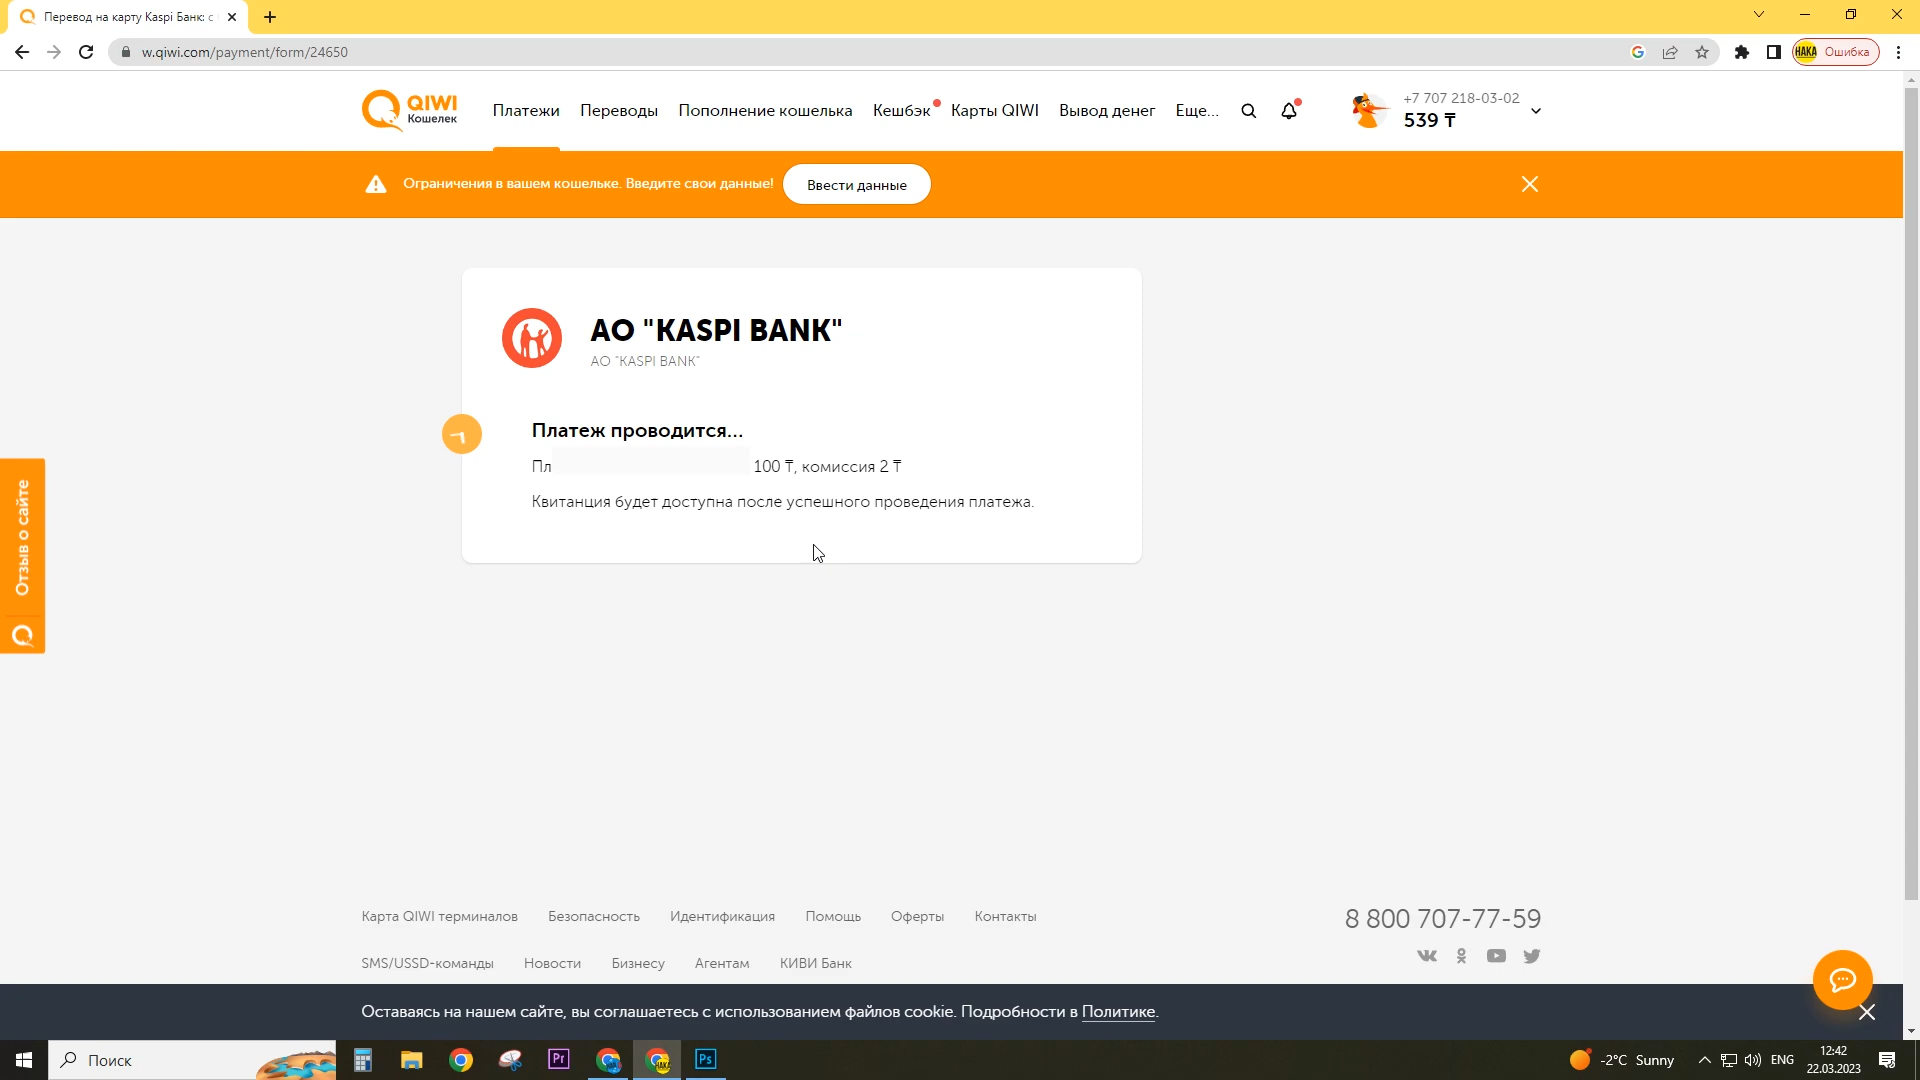 Перевод на карту Kaspi Банк: с
w.qiwi.com/payment/form/24650
НАКА Ошибка
QIWI
Кошелек
Платежи Переводы Пополнение кошелька Кешбэк Карты QIWI Вывод денег Еще...
+7 707 218-03-02
539 ₸
Ограничения в вашем кошельке. Введите свои данные! Ввести данные
АО "KASPI BANK"
АО "KASPI BANK"
Платеж проводится...
Пл 100 ₸, комиссия 2 ₸
Квитанция будет доступна после успешного проведения платежа.
Отзыв о сайте
Карта QIWI терминалов Безопасность Идентификация Помощь Оферты Контакты
8 800 707-77-59
SMS/USSD-команды Новости Бизнесу Агентам КИВИ Банк
Оставаясь на нашем сайте, вы соглашаетесь с использованием файлов cookie. Подробности в Политике.
Поиск
Pr
Ps
-2°C Sunny
ENG
12:42
22.03.2023